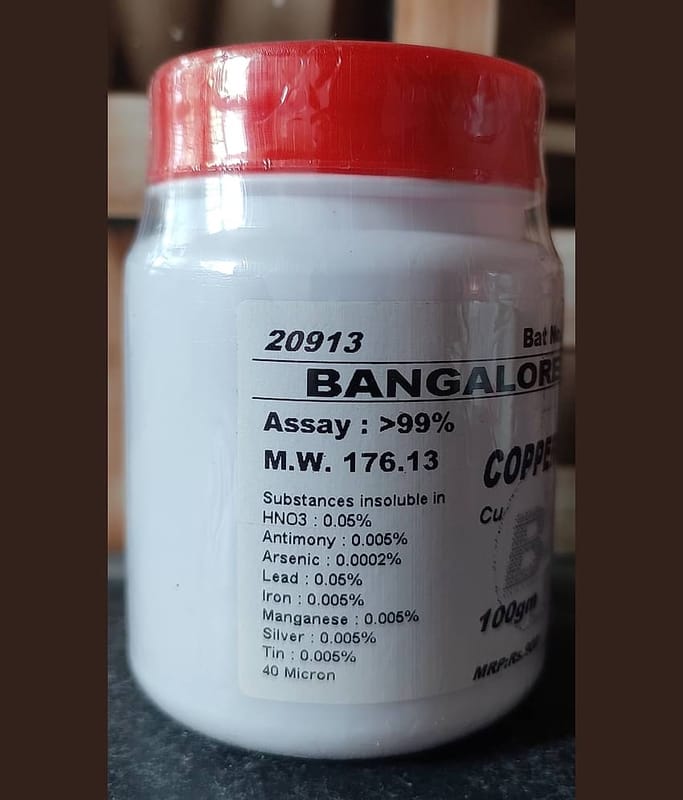 20913 Bat No
BANGALORE
Assay : >99%
M.W. 176.13
COPPE
Substances insoluble in
HNO3 : 0.05%
Cu
Antimony : 0.005%
Arsenic : 0.0002%
B
Lead : 0.05%
Iron : 0.005%
Manganese : 0.005%
100gm
Silver : 0.005%
Tin : 0.005%
40 Micron
MRP:Rs.